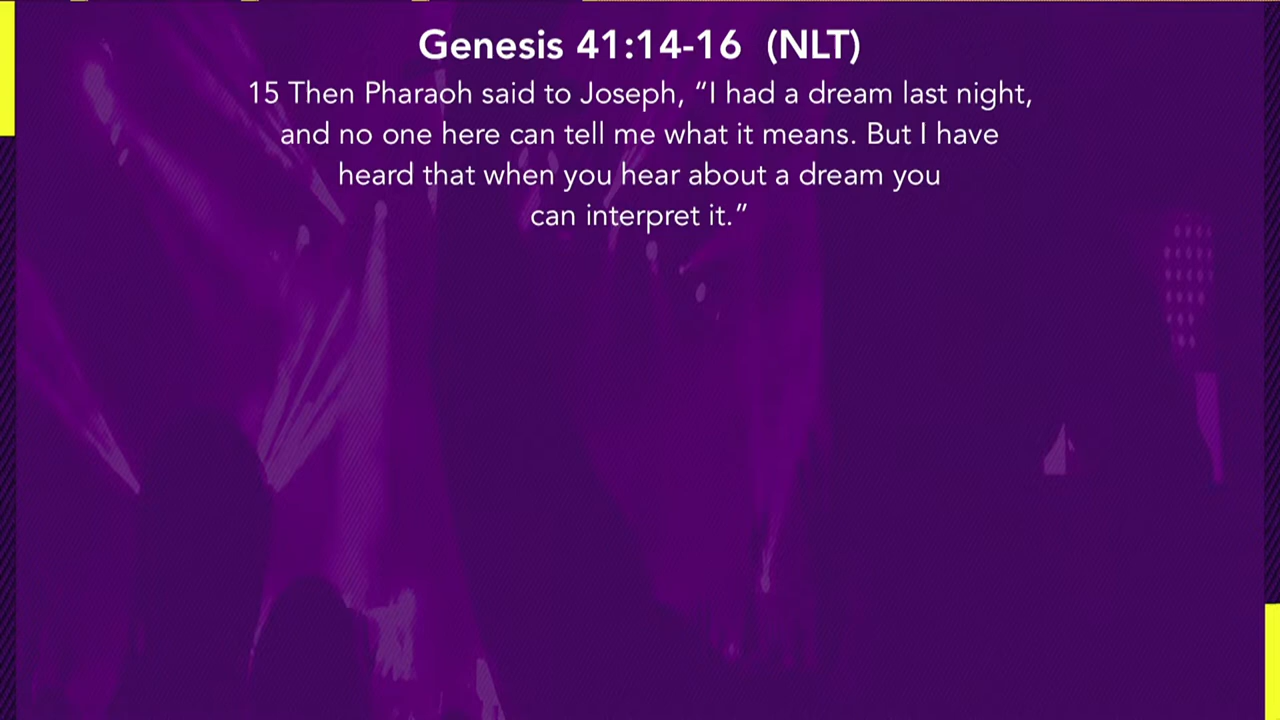 Genesis 41:14-16 (NLT)
15 Then Pharaoh said to Joseph, “I had a dream last night,
and no one here can tell me what it means. But I have
heard that when you hear about a dream you
can interpret it.”